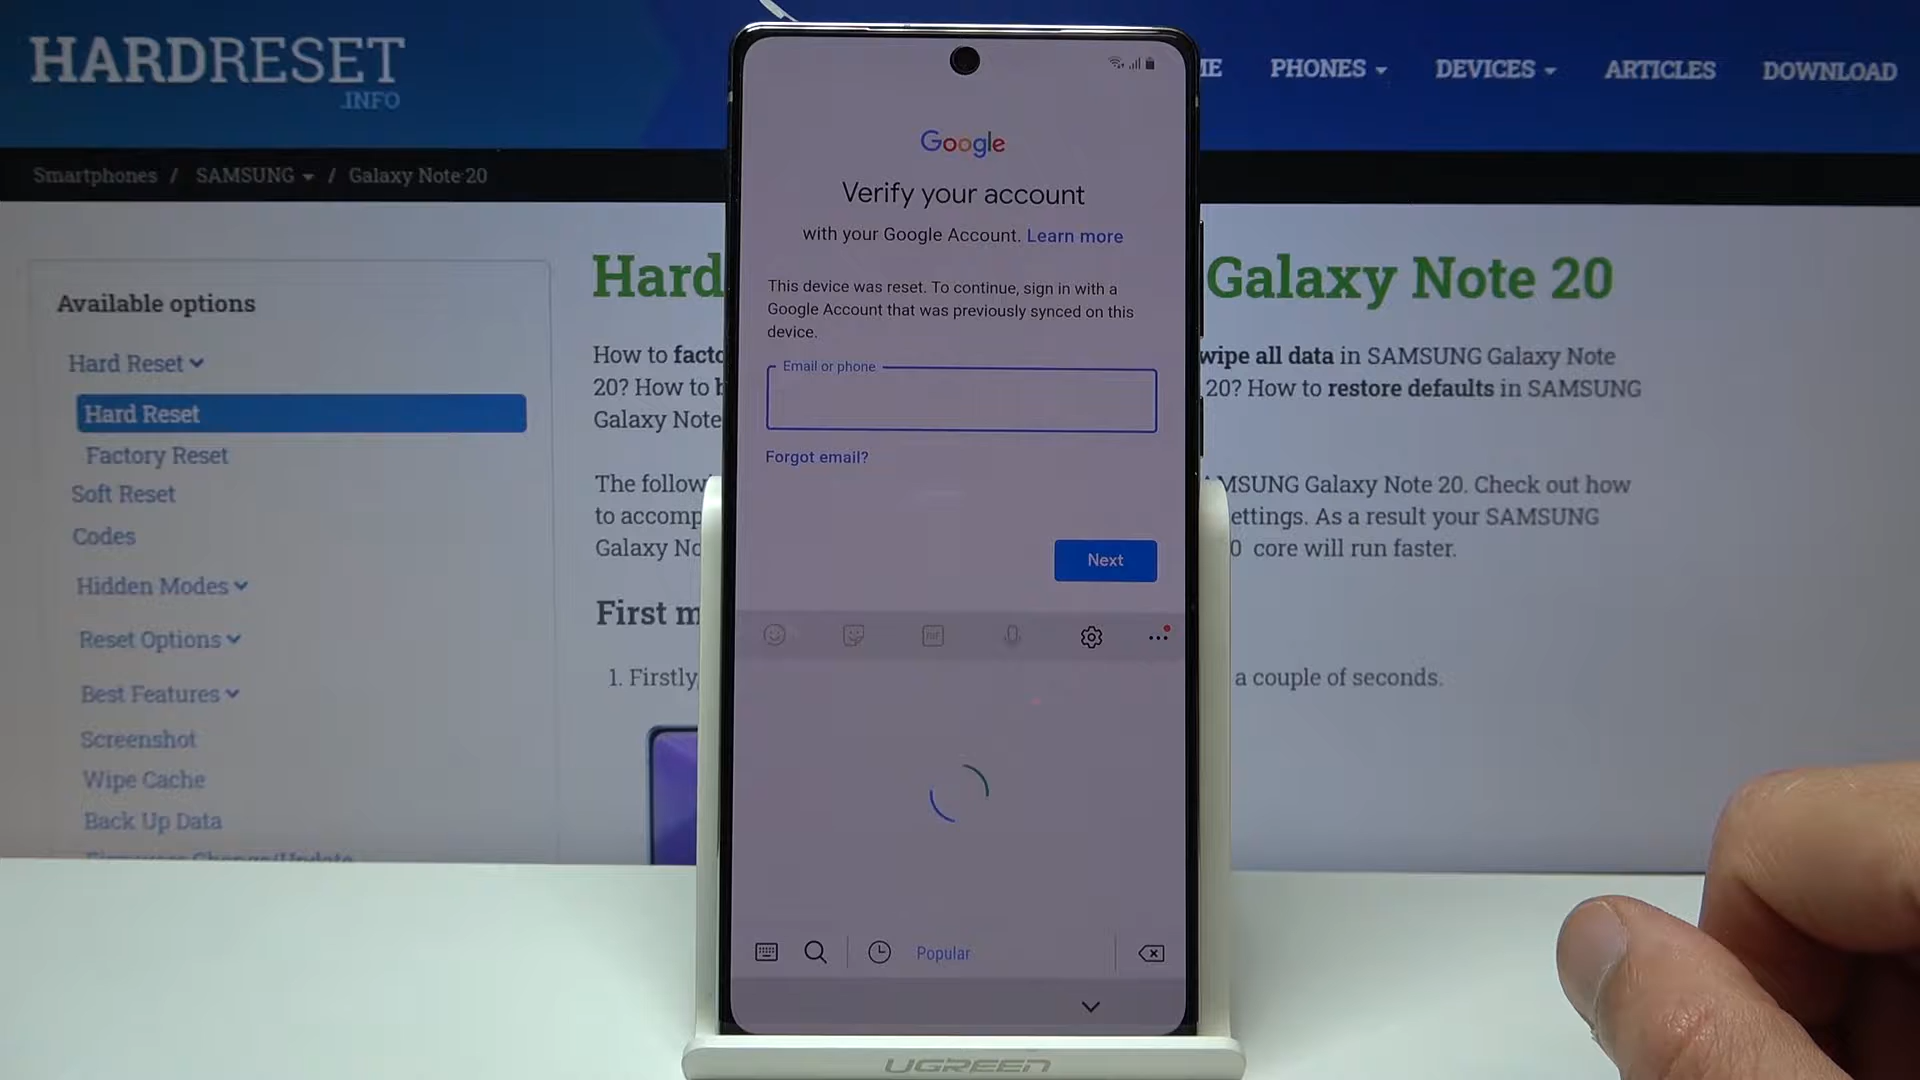 HARDRESET
.INFO
PHONES
DEVICES
ARTICLES
DOWNLOAD
Smartphones / SAMSUNG / Galaxy Note 20
Available options
Hard Reset
Hard Reset
Factory Reset
Soft Reset
Codes
Hidden Modes
Reset Options
Best Features
Screenshot
Wipe Cache
Back Up Data
Firmware Change/Update
Hard Galaxy Note 20
How to wipe all data in SAMSUNG Galaxy Note
20? How to 20? How to restore defaults in SAMSUNG
Galaxy Note
The SAMSUNG Galaxy Note 20. Check out how
to As a result your SAMSUNG
Galaxy core will run faster.
First
1. Firstly, a couple of seconds.
Google
Verify your account
with your Google Account. Learn more
This device was reset. To continue, sign in with a
Google Account that was previously synced on this
device.
Email or phone
Forgot email?
Next
GIF
Popular
UGREEN